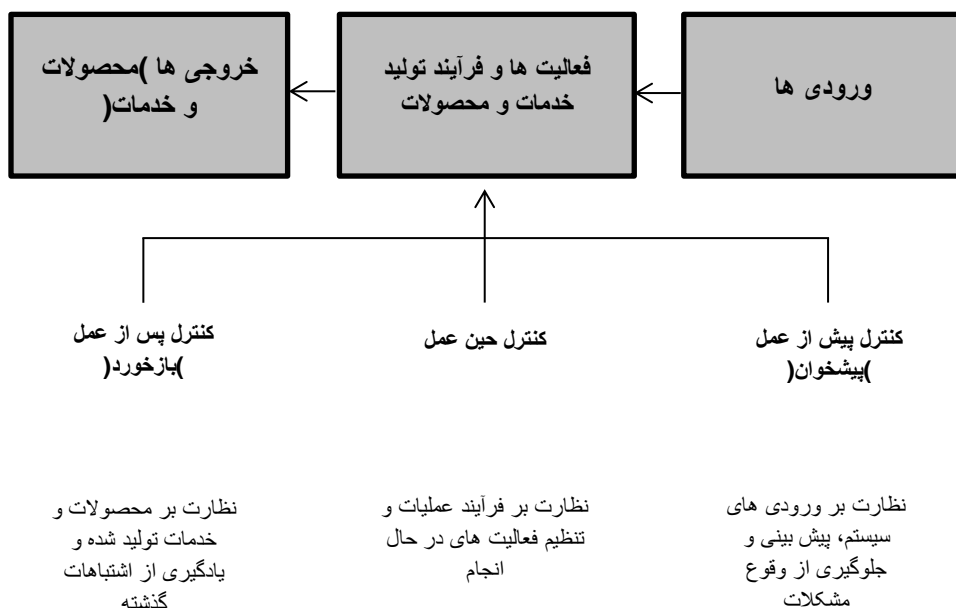 ورودی ها
فعالیت ها و فرآیند تولید
خدمات و محصولات
خروجی ها )محصولات
و خدمات(
کنترل پیش از عمل
)پیشخوان(
کنترل حین عمل
کنترل پس از عمل
)بازخورد(
نظارت بر ورودی های
سیستم، پیش بینی و
جلوگیری از وقوع
مشکلات
نظارت بر فرآیند عملیات و
تنظیم فعالیت های در حال
انجام
نظارت بر محصولات و
خدمات تولید شده و
یادگیری از اشتباهات
گذشته